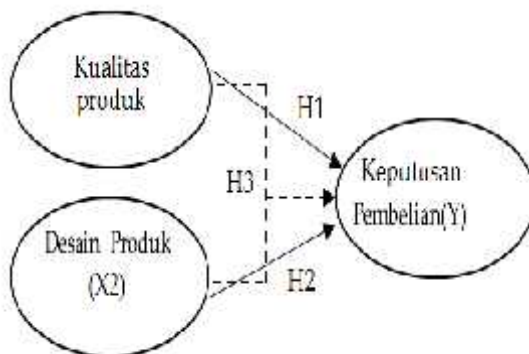 Kualitas
produk
H1
H3
Keputusan
Pembelian(Y)
Desain Produk
(X2)
H2